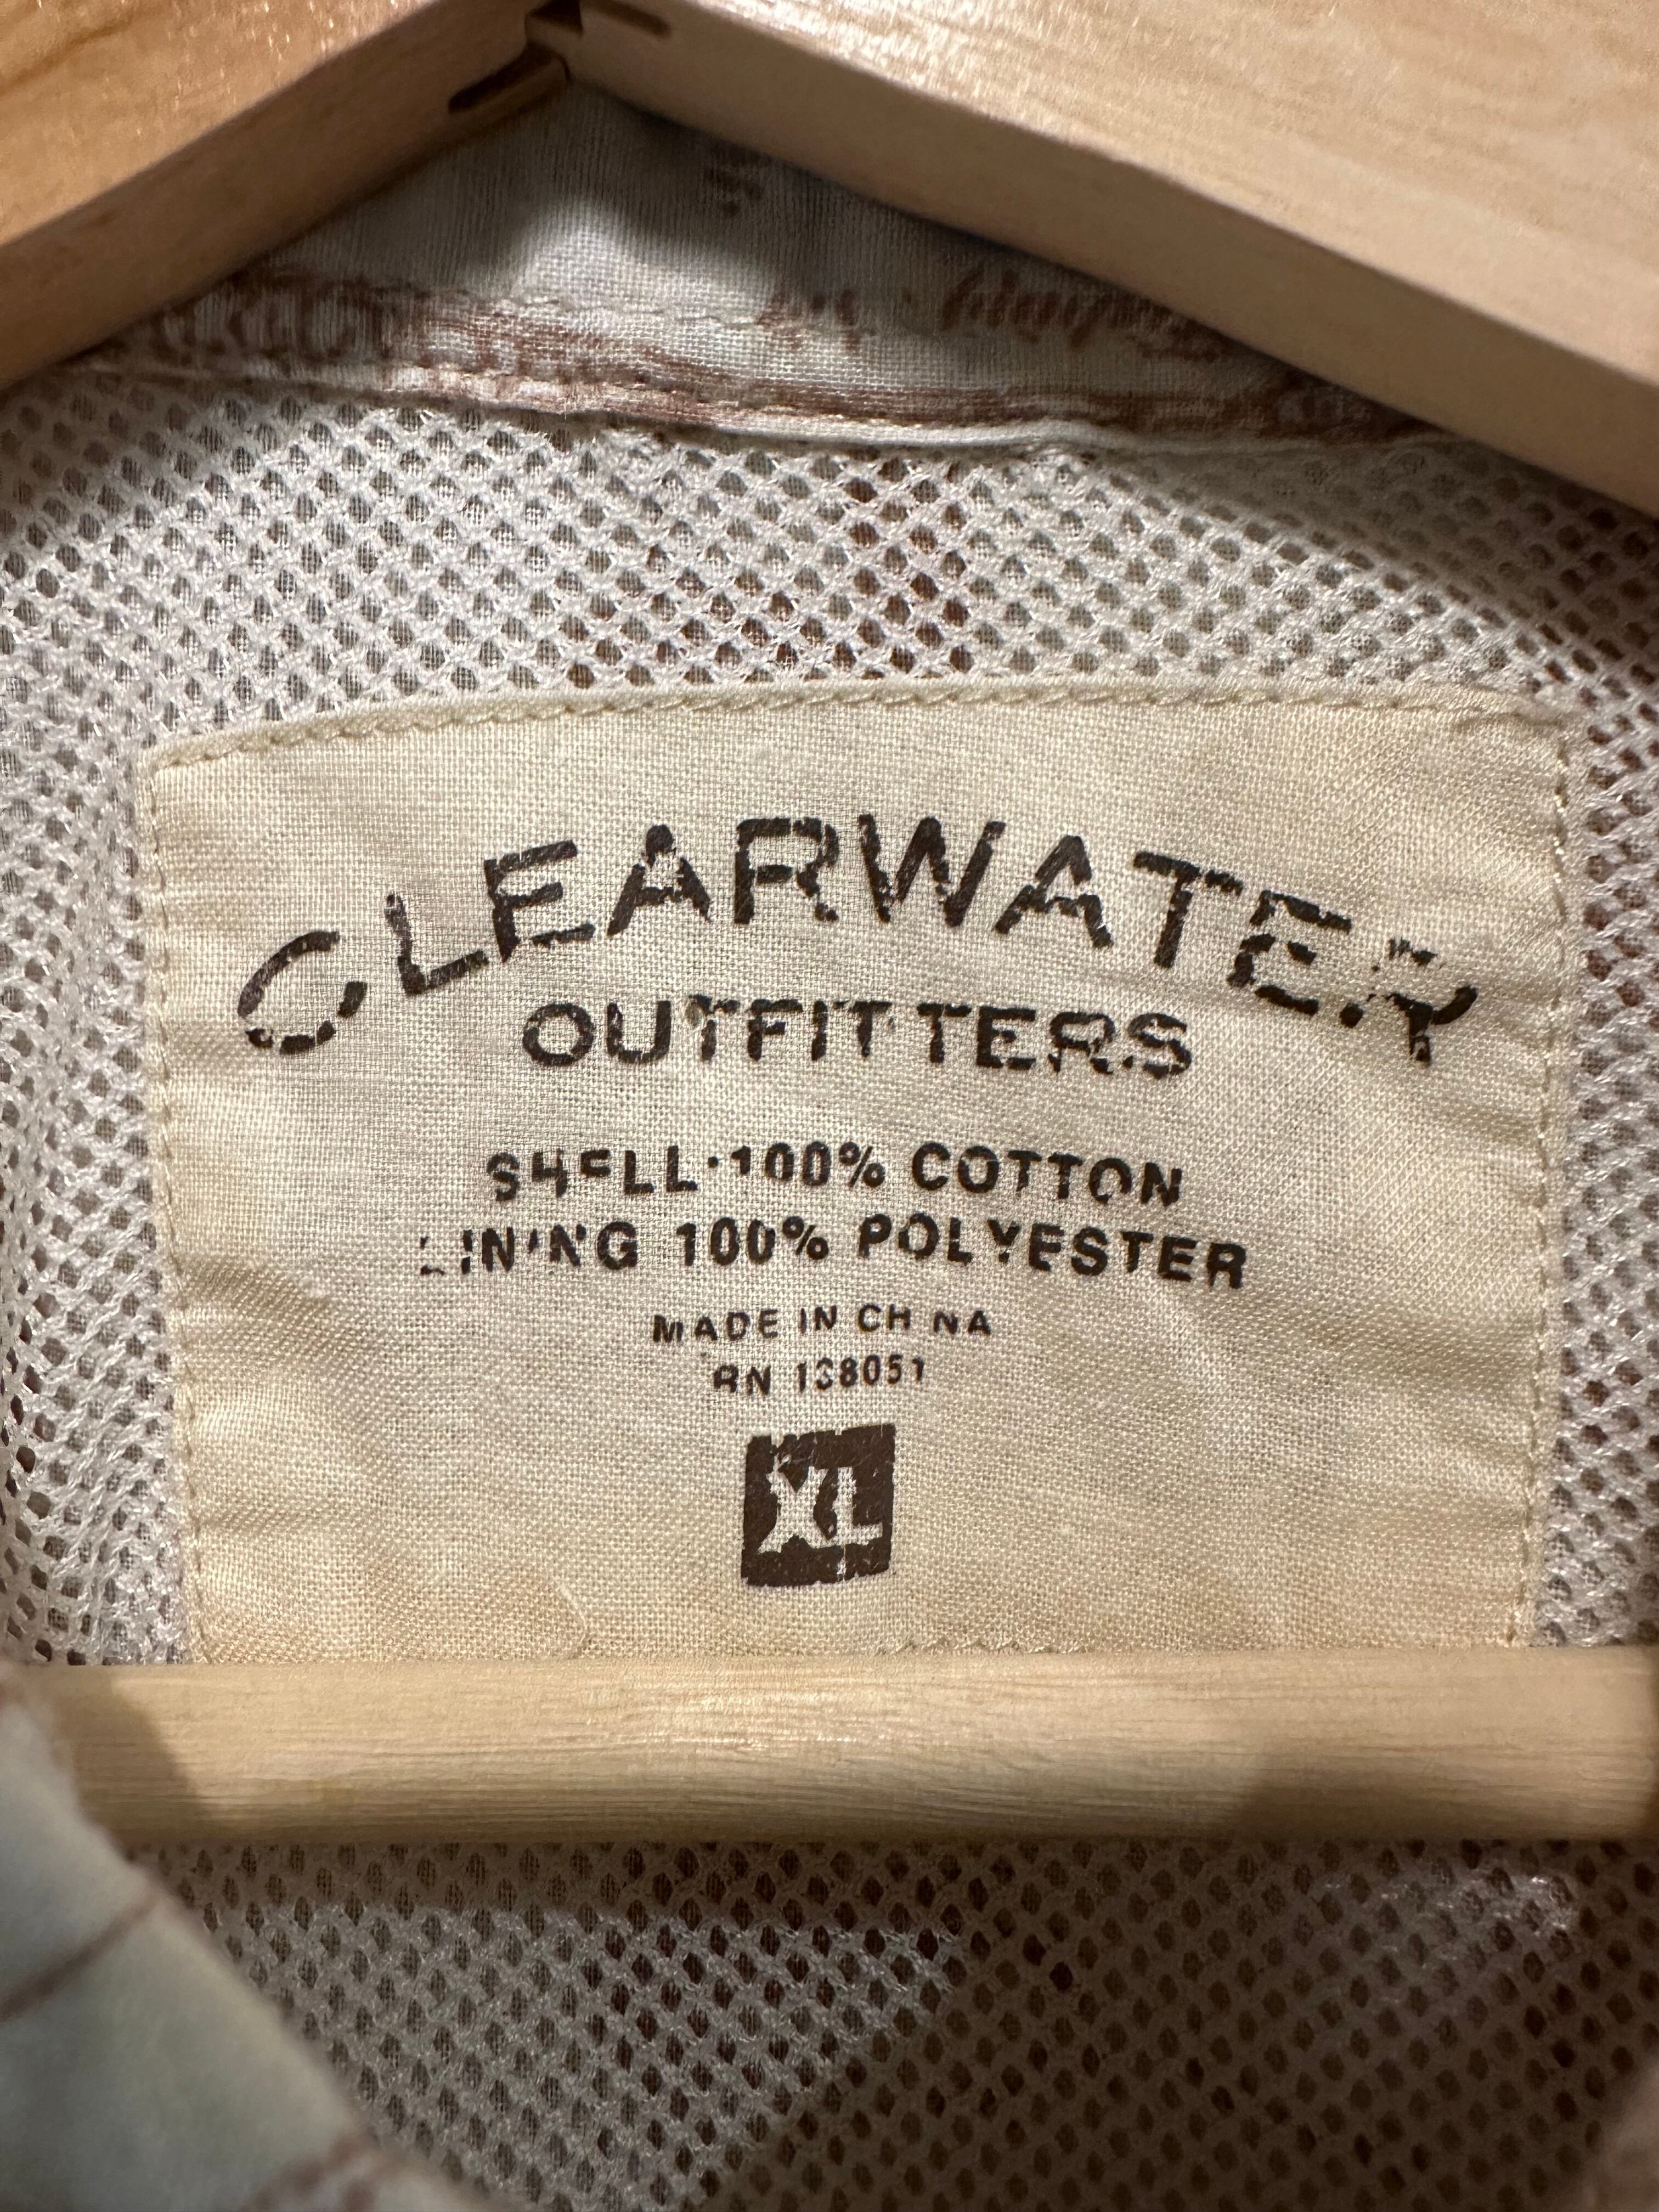 CLEARWATER
OUTFITTERS
SHELL 100% COTTON
LINING 100% POLYESTER
MADE IN CHINA
RN 138051
XL